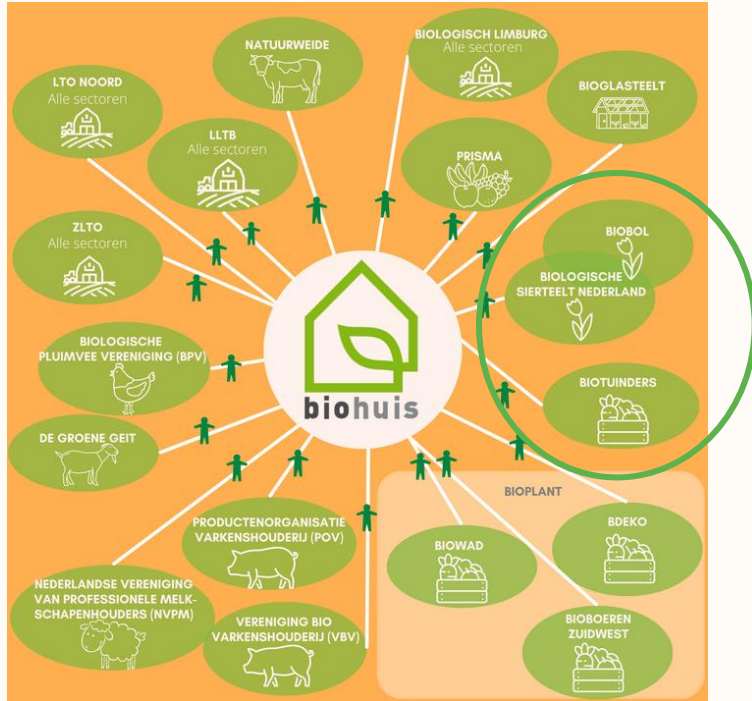 NATUURWEIDE
BIOLOGISCH LIMBURG
Alle sectoren
LTO NOORD
Alle sectoren
BIOGLASTEELT
LLTB
Alle sectoren
PRISMA
ZLTO
Alle sectoren
BIOBOL
BIOLOGISCHE
SIERTEELT NEDERLAND
BIOLOGISCHE
PLUIMVEE VERENIGING (BPV)
biohuis
BIOTUINDERS
DE GROENE GEIT
BIOPLANT
PRODUCTENORGANISATIE
VARKENSHOUDERIJ (POV)
BIOWAD
BDEKO
NEDERLANDSE VERENIGING
VAN PROFESSIONELE MELK-
SCHAPENHOUDERS (NVPM)
VERENIGING BIO
VARKENSHOUDERIJ (VBV)
BIOBOEREN
ZUIDWEST